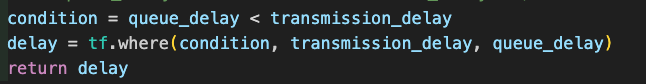 condition = queue_delay < transmission_delay
delay = tf.where(condition, transmission_delay, queue_delay)
return delay